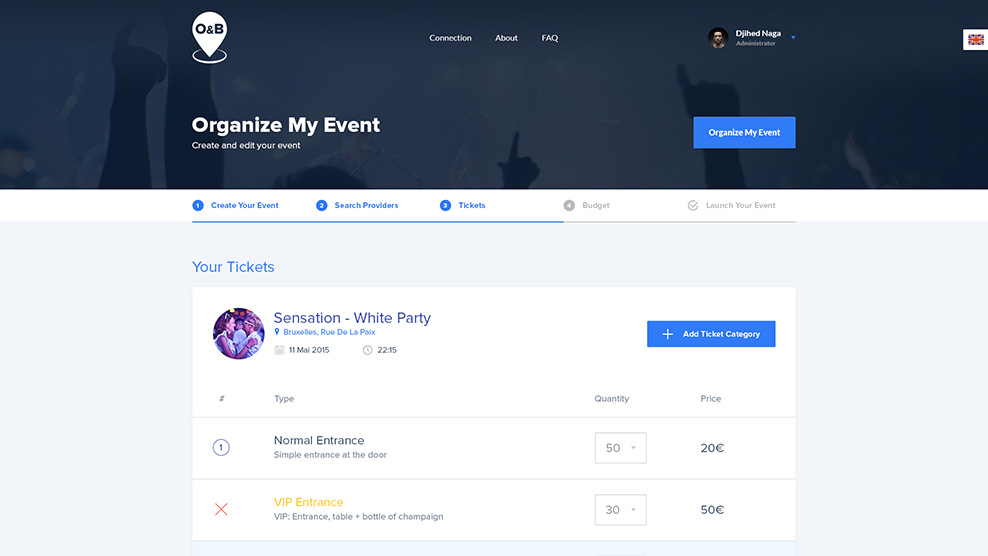 O&B
Connection About FAQ
Djihed Naga
Administrator
Organize My Event
Create and edit your event
Organize My Event
1 Create Your Event 2 Search Providers 3 Tickets 4 Budget Launch Your Event
Your Tickets
Sensation - White Party
Bruxelles, Rue De La Paix
11 Mai 2015 22:15
Add Ticket Category
# Type Quantity Price
1 Normal Entrance 50 20€
Simple entrance at the door
VIP Entrance 30 50€
VIP: Entrance, table + bottle of champaign